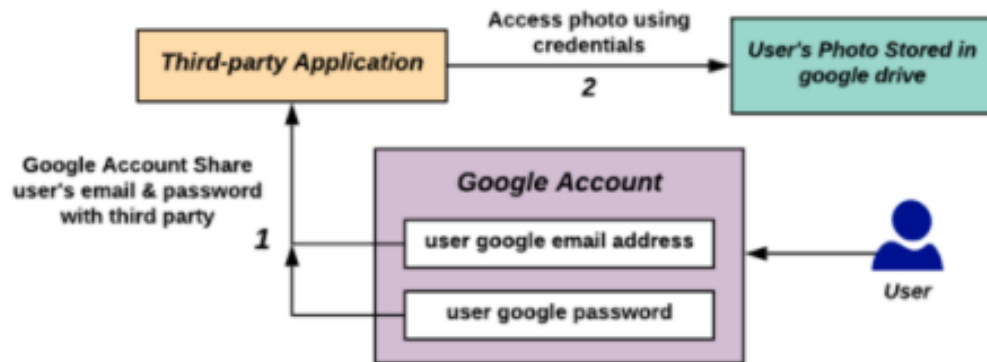 Access photo using
credentials
Third-party Application
2
User's Photo Stored in
google drive
Google Account Share
user's email & password
with third party
1
Google Account
user google email address
user google password
User